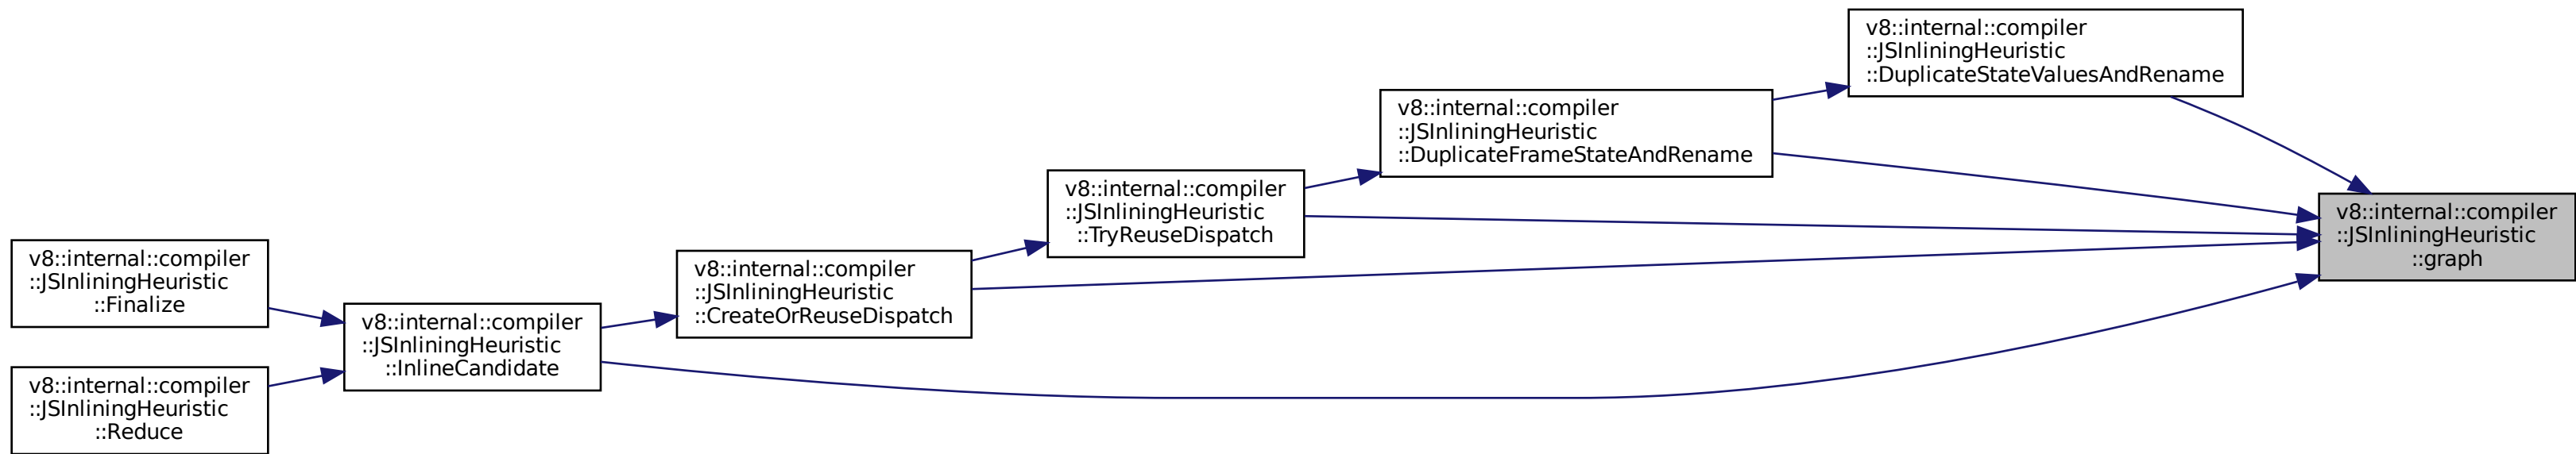 v8::internal::compiler
::JSInliningHeuristic
::Finalize
v8::internal::compiler
::JSInliningHeuristic
::Reduce
v8::internal::compiler
::JSInliningHeuristic
::InlineCandidate
v8::internal::compiler
::JSInliningHeuristic
::CreateOrReuseDispatch
v8::internal::compiler
::JSInliningHeuristic
::TryReuseDispatch
v8::internal::compiler
::JSInliningHeuristic
::DuplicateFrameStateAndRename
v8::internal::compiler
::JSInliningHeuristic
::DuplicateStateValuesAndRename
v8::internal::compiler
::JSInliningHeuristic
::graph